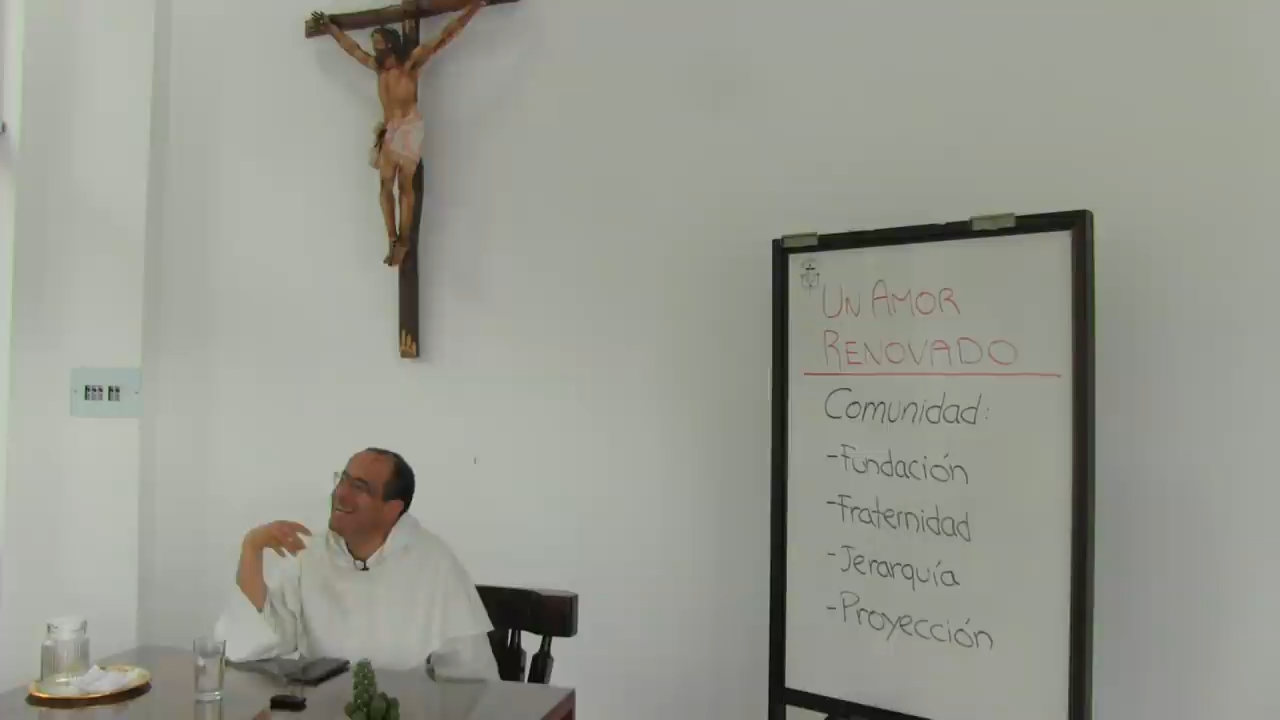 UN AMOR
RENOVADO
Comunidad:
-Fundación
-Fraternidad
-Jerarquía
-Proyección